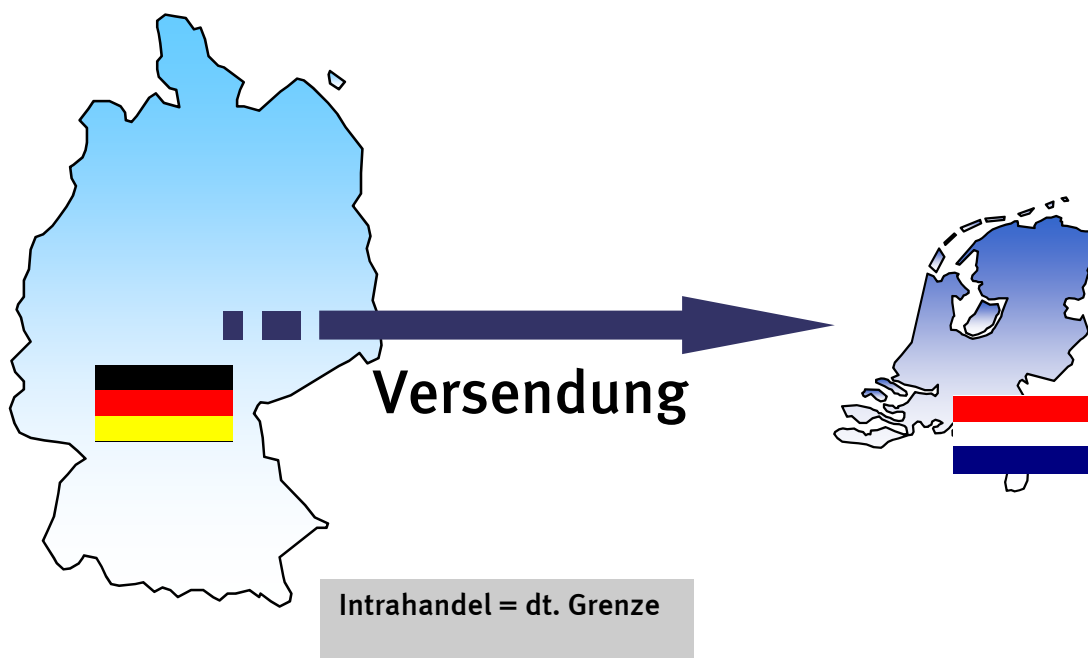 Versendung
Intrahandel = dt. Grenze